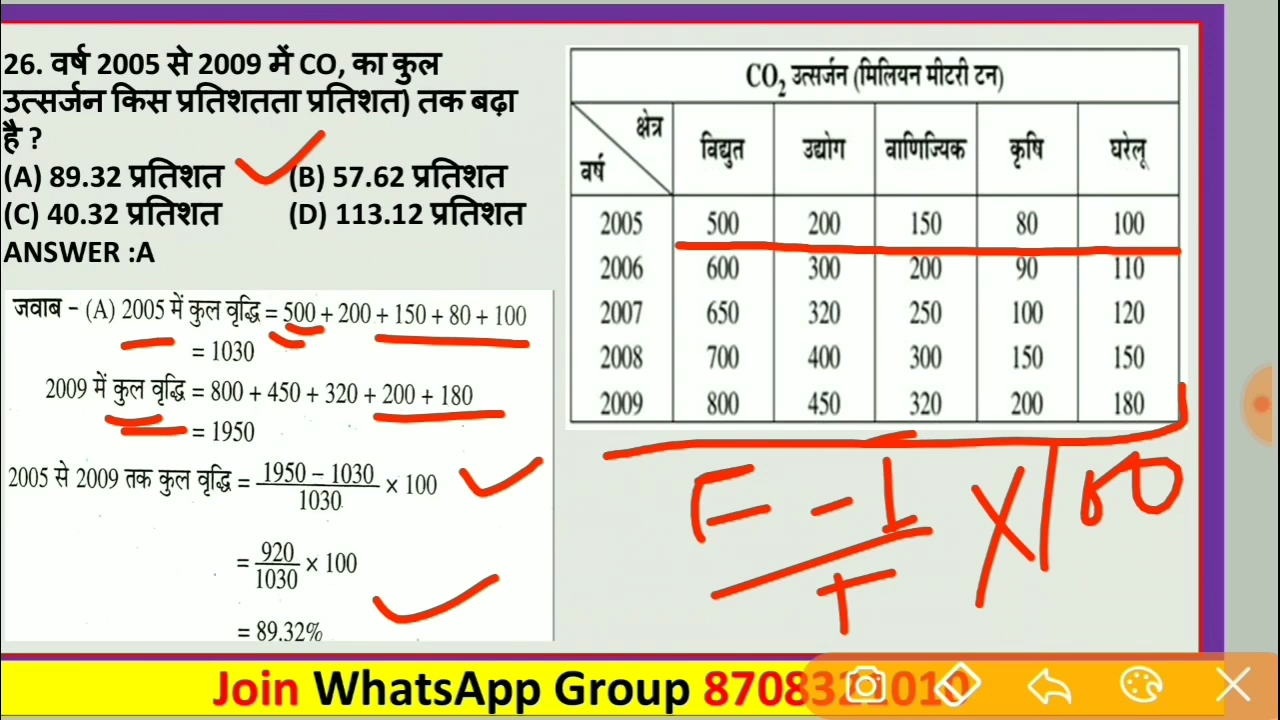 26. वर्ष 2005 से 2009 में CO, का कुल
उत्सर्जन किस प्रतिशतता प्रतिशत) तक बढ़ा
है ?
(A) 89.32 प्रतिशत (B) 57.62 प्रतिशत
(C) 40.32 प्रतिशत (D) 113.12 प्रतिशत
ANSWER :A
जवाब – (A) 2005 में कुल वृद्धि = 500 + 200 + 150 + 80 + 100
= 1030
2009 में कुल वृद्धि = 800 + 450 + 320 + 200 + 180
= 1950
2005 से 2009 तक कुल वृद्धि = 1950 – 1030 / 1030 × 100
= 920 / 1030 × 100
= 89.32%
CO2 उत्सर्जन (मिलियन मीटरी टन)
क्षेत्र वर्ष विद्युत उद्योग वाणिज्यिक कृषि घरेलू
2005 500 200 150 80 100
2006 600 300 200 90 110
2007 650 320 250 100 120
2008 700 400 300 150 150
2009 800 450 320 200 180
F – I / I × 100
Join WhatsApp Group